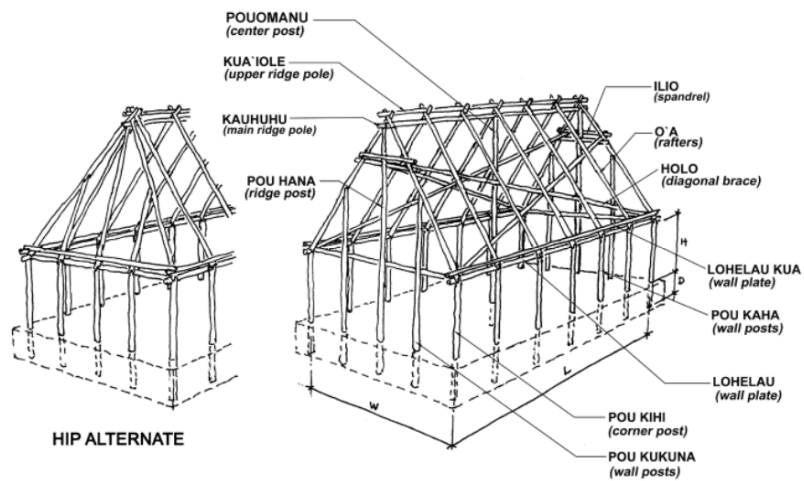 POUOMANU
(center post)
KUA`IOLE
(upper ridge pole)
KAUHUHU
(main ridge pole)
POU HANA
(ridge post)
ILIO
(spandrel)
O`A
(rafters)
HOLO
(diagonal brace)
H
D
LOHELAU KUA
(wall plate)
POU KAHA
(wall posts)
LOHELAU
(wall plate)
L
W
POU KIHI
(corner post)
POU KUKUNA
(wall posts)
HIP ALTERNATE